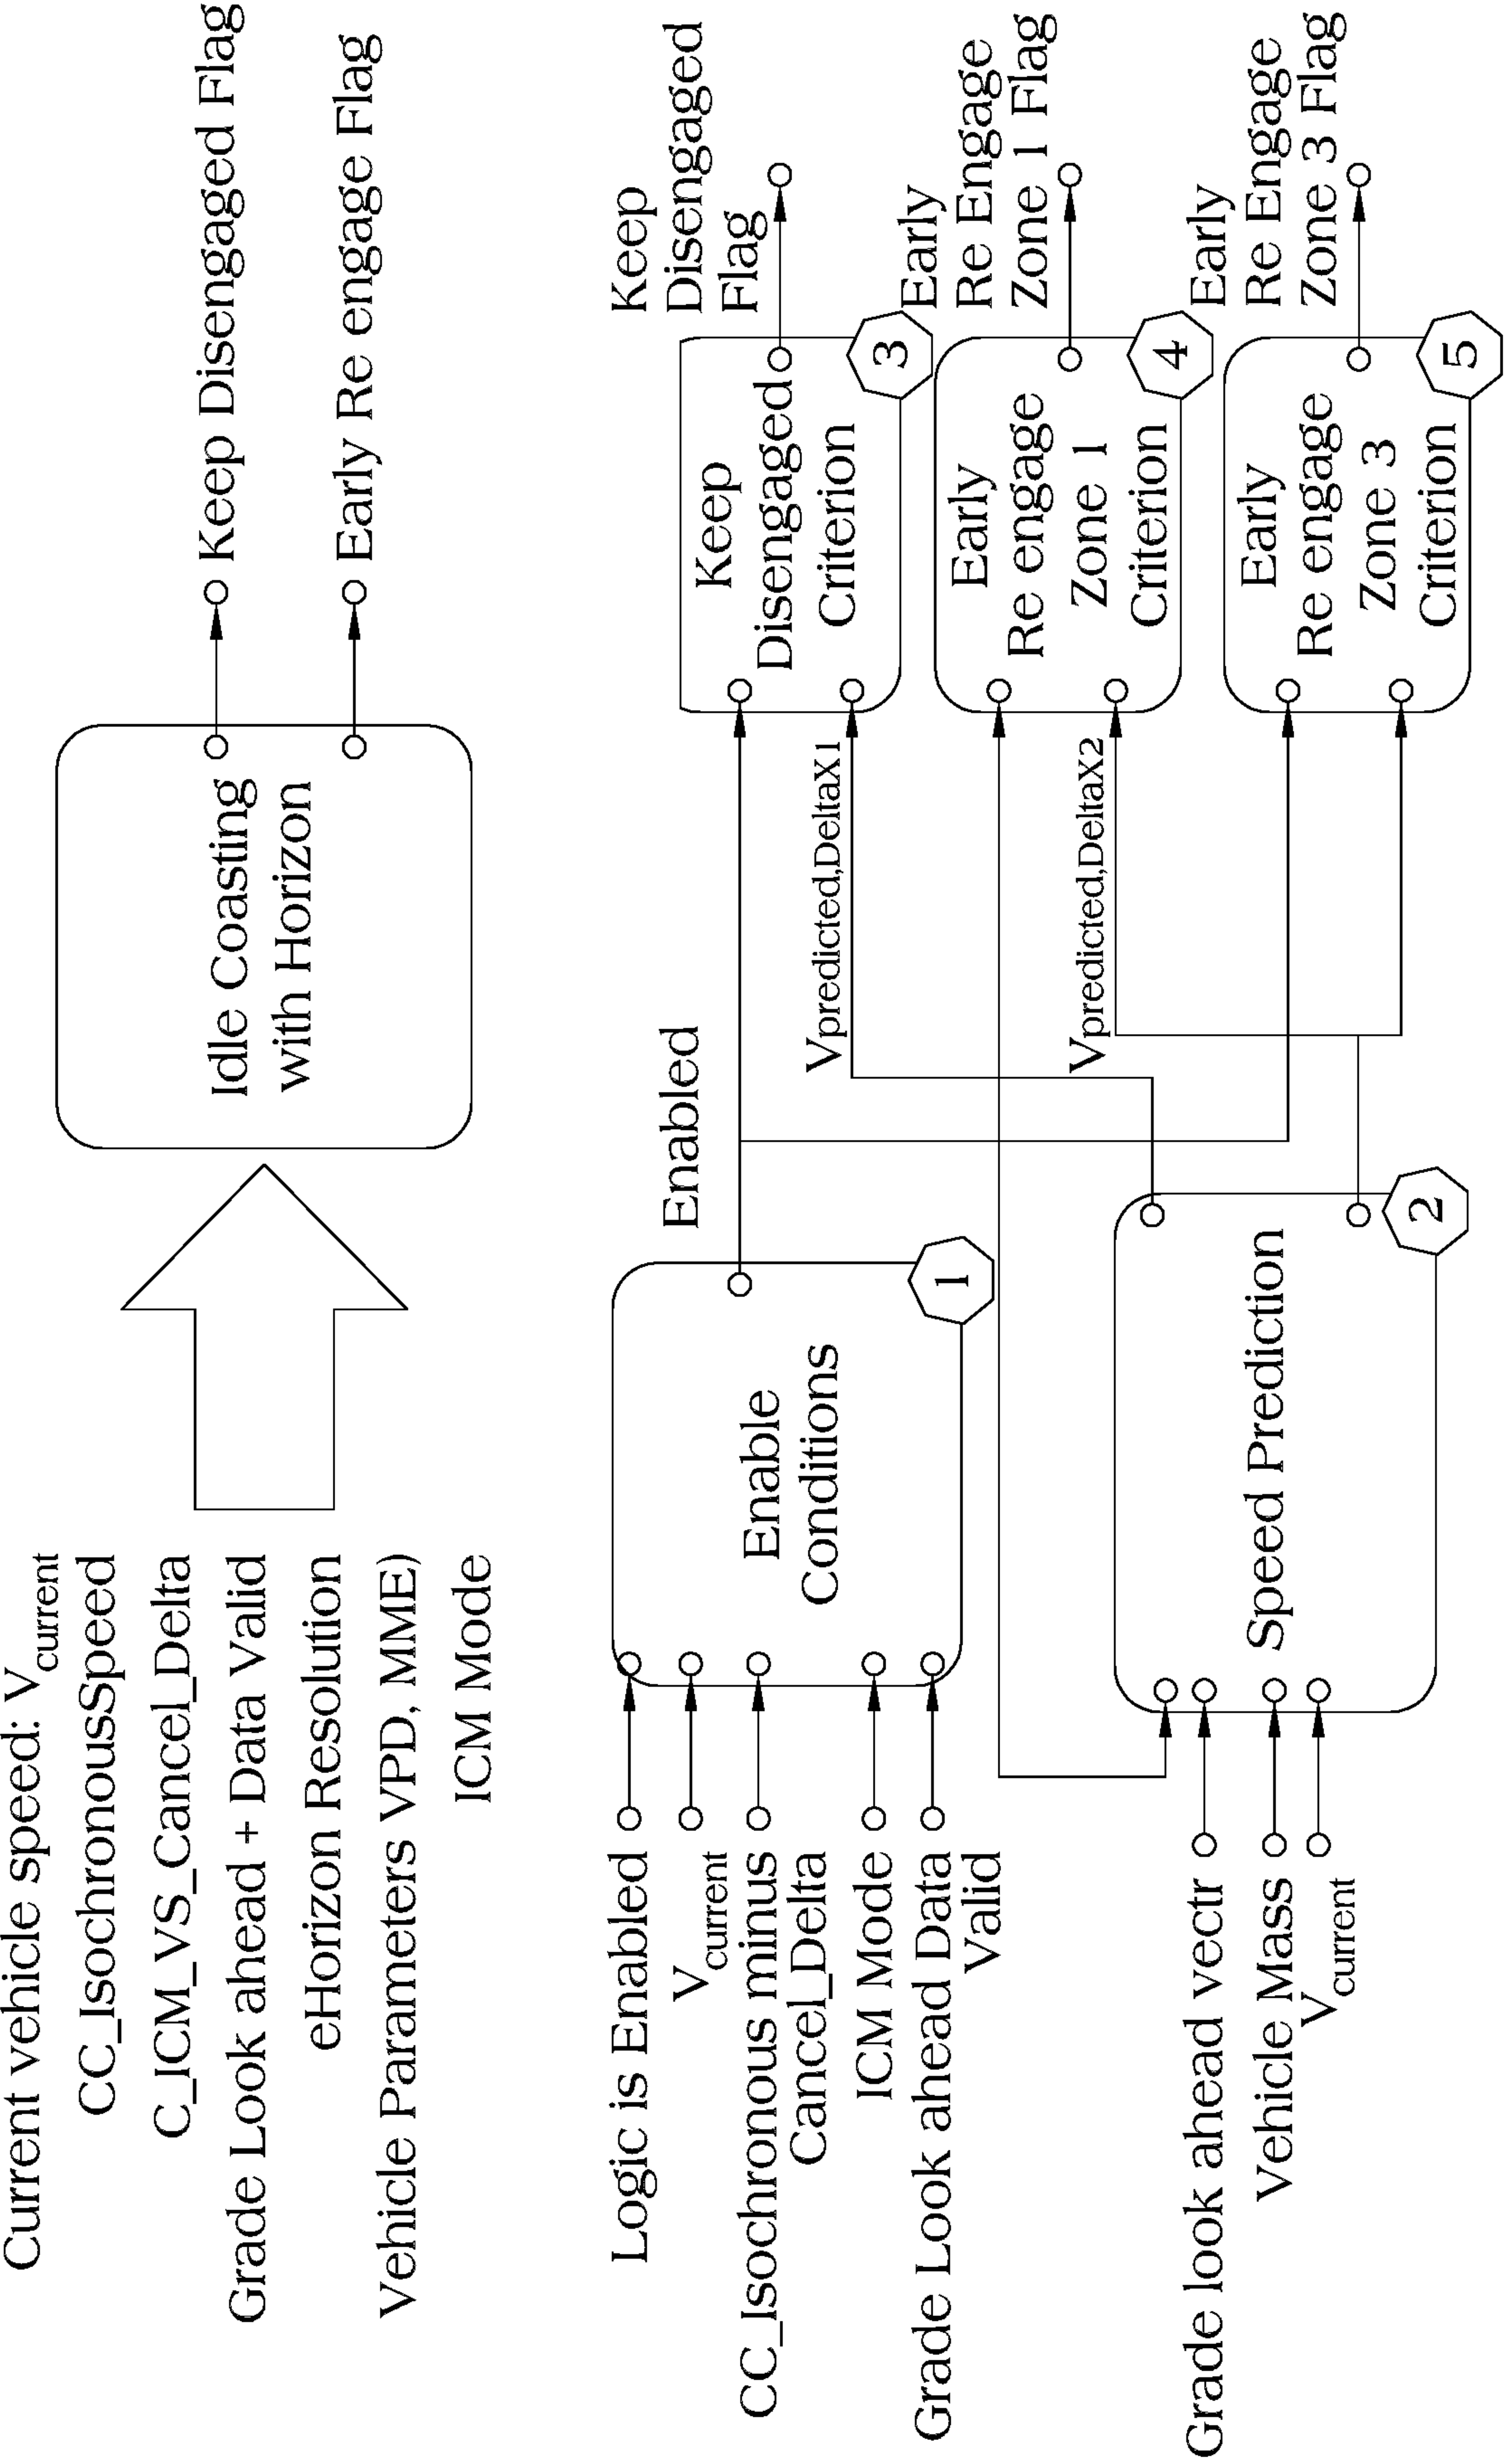 Current vehicle speed: Vcurrent
CC_IsochronousSpeed
C_ICM_VS_Cancel_Delta
Grade Look ahead + Data Valid
eHorizon Resolution
Vehicle Parameters VPD, MME)
ICM Mode
Idle Coasting
with Horizon
Keep Disengaged Flag
Early Re engage Flag
Logic is Enabled
Vcurrent
CC_Isochronous minus
Cancel_Delta
ICM Mode
Grade Look ahead Data
Valid
Enable
Conditions
1
Enabled
Grade look ahead vectr
Vehicle Mass
Vcurrent
Speed Prediction
2
Vpredicted,DeltaX1
Vpredicted,DeltaX2
Keep
Disengaged
Criterion
3
Keep
Disengaged
Flag
Early
Re engage
Zone 1
Criterion
4
Early
Re Engage
Zone 1 Flag
Early
Re engage
Zone 3
Criterion
5
Early
Re Engage
Zone 3 Flag